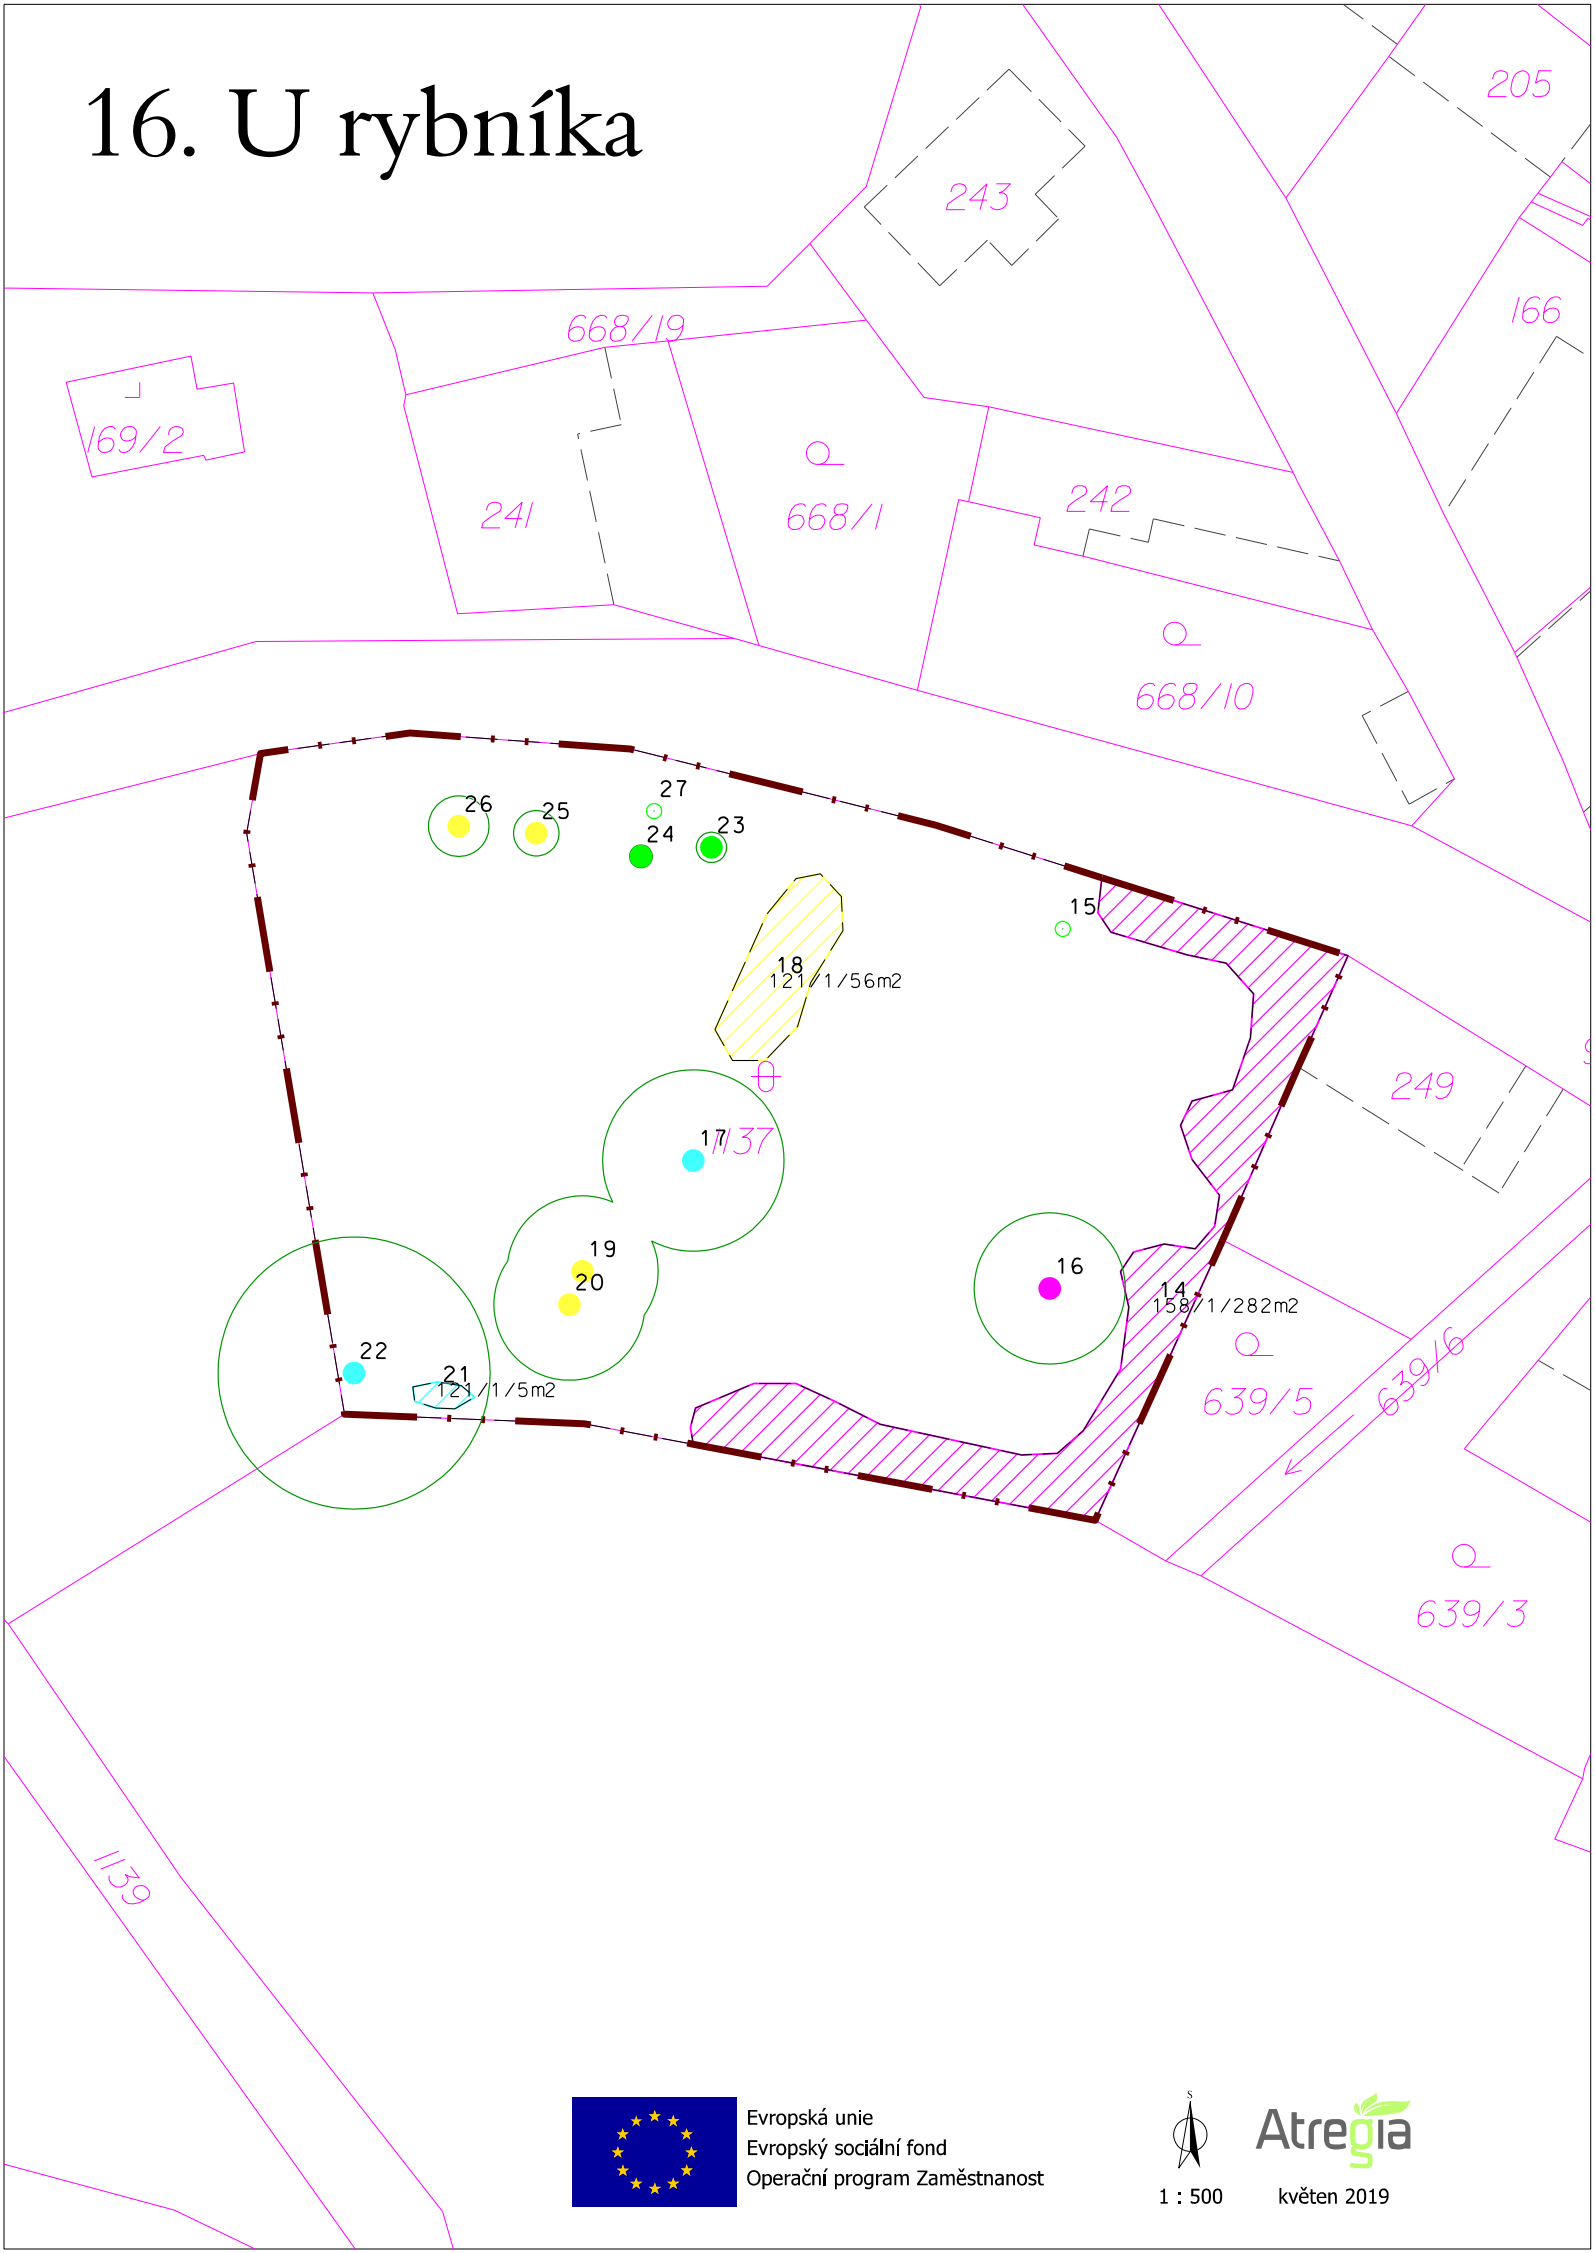 16. U rybníka
205
243
166
668/19
169/2
241
668/1
242
668/10
27
26
25
24
23
15
18
121/1/56m2
249
17
1137
19
16
20
14
158/1/282m2
22
21
121/1/5m2
639/6
639/5
639/3
1139
S
Evropská unie
Evropský sociální fond
Operační program Zaměstnanost
Atregia
1 : 500
květen 2019